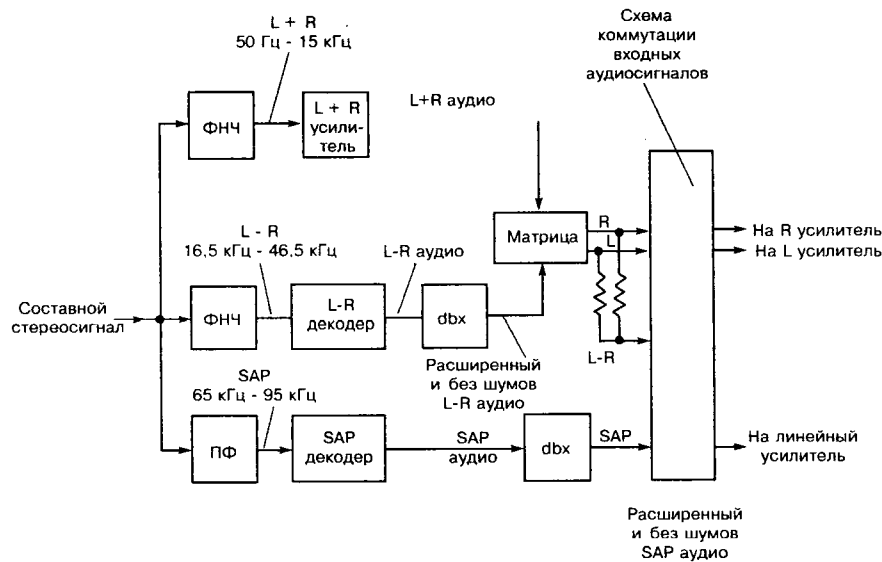 L + R
50 Гц - 15 кГц
Схема
коммутации
входных
аудиосигналов
ФНЧ
L + R
усили-
тель
L+R аудио
L - R
16,5 кГц - 46,5 кГц
L-R аудио
Матрица
R
L
На R усилитель
На L усилитель
Составной
стереосигнал
ФНЧ
L-R
декодер
dbx
L-R
Расширенный
и без шумов
L-R аудио
SAP
65 кГц - 95 кГц
ПФ
SAP
декодер
SAP
аудио
dbx
SAP
На линейный
усилитель
Расширенный
и без шумов
SAP аудио